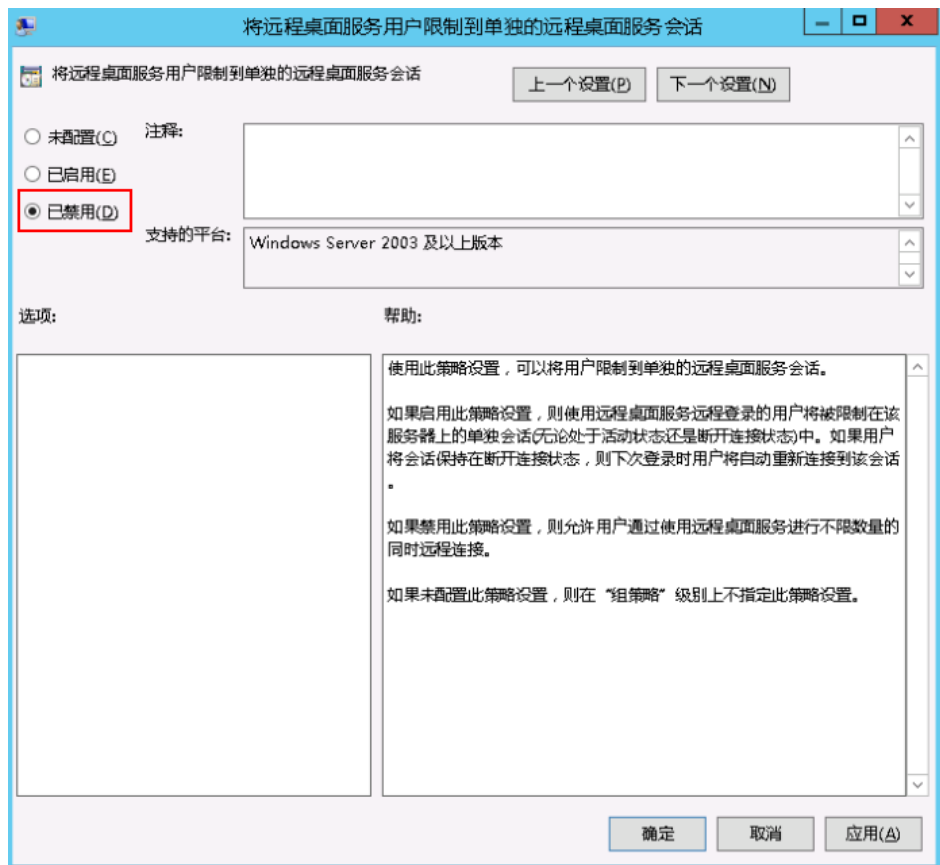 将远程桌面服务用户限制到单独的远程桌面服务会话
将远程桌面服务用户限制到单独的远程桌面服务会话
上一个设置(P)
下一个设置(N)
未配置(C)
注释:
已启用(E)
已禁用(D)
支持的平台:
Windows Server 2003 及以上版本
选项:
帮助:
使用此策略设置，可以将用户限制到单独的远程桌面服务会话。
如果启用此策略设置，则使用远程桌面服务远程登录的用户将被限制在该
服务器上的单独会话(无论处于活动状态还是断开连接状态)中。如果用户
将会话保持在断开连接状态，则下次登录时用户将自动重新连接到该会话
。
如果禁用此策略设置，则允许用户通过使用远程桌面服务进行不限数量的
同时远程连接。
如果未配置此策略设置，则在“组策略”级别上不指定此策略设置。
确定
取消
应用(A)